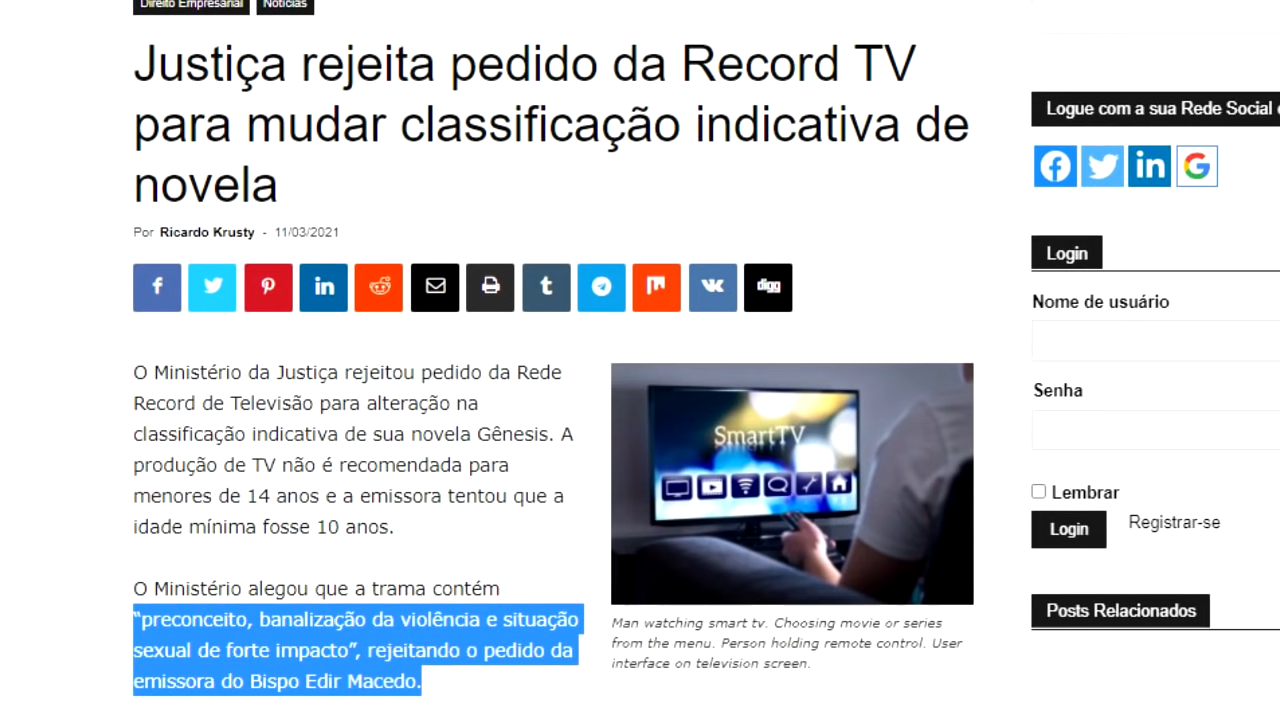 Direito Empresarial Notícias
Justiça rejeita pedido da Record TV
para mudar classificação indicativa de
novela
Por Ricardo Krusty - 11/03/2021
digg
O Ministério da Justiça rejeitou pedido da Rede
Record de Televisão para alteração na
classificação indicativa de sua novela Gênesis. A
produção de TV não é recomendada para
menores de 14 anos e a emissora tentou que a
idade mínima fosse 10 anos.
O Ministério alegou que a trama contém
“preconceito, banalização da violência e situação
sexual de forte impacto”, rejeitando o pedido da
emissora do Bispo Edir Macedo.
SmartTV
Man watching smart tv. Choosing movie or series
from the menu. Person holding remote control. User
interface on television screen.
Logue com a sua Rede Social
Login
Nome de usuário
Senha
Lembrar
Login Registrar-se
Posts Relacionados